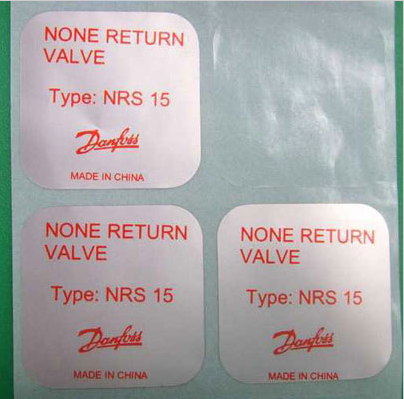 NONE RETURN
VALVE
Type: NRS 15
Danfoss
MADE IN CHINA
NONE RETURN
VALVE
Type: NRS 15
Danfoss
MADE IN CHINA
NONE RETURN
VALVE
Type: NRS 15
Danfoss
MADE IN CHINA